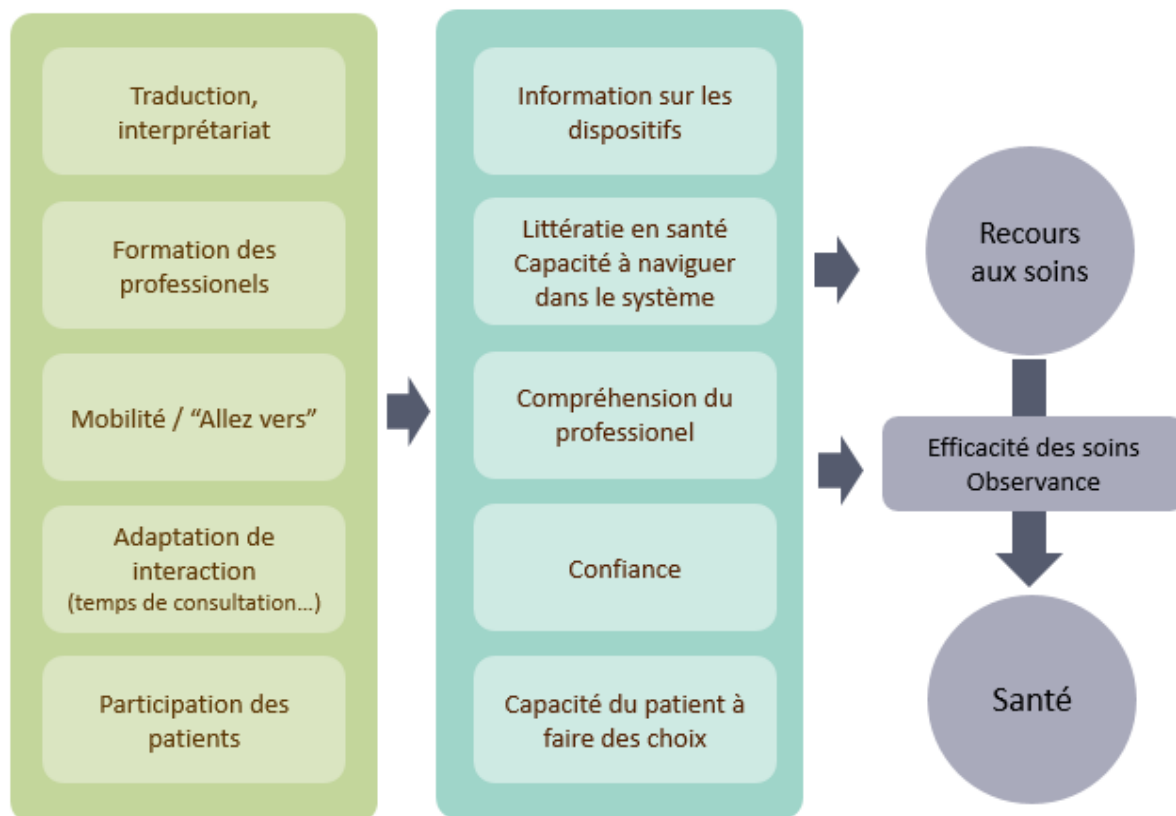 Traduction,
interprétariat
Formation des
professionels
Mobilité / “Allez vers”
Adaptation de
interaction
(temps de consultation…)
Participation des
patients
Information sur les
dispositifs
Littératie en santé
Capacité à naviguer
dans le système
Compréhension du
professionel
Confiance
Capacité du patient à
faire des choix
Recours
aux soins
Efficacité des soins
Observance
Santé